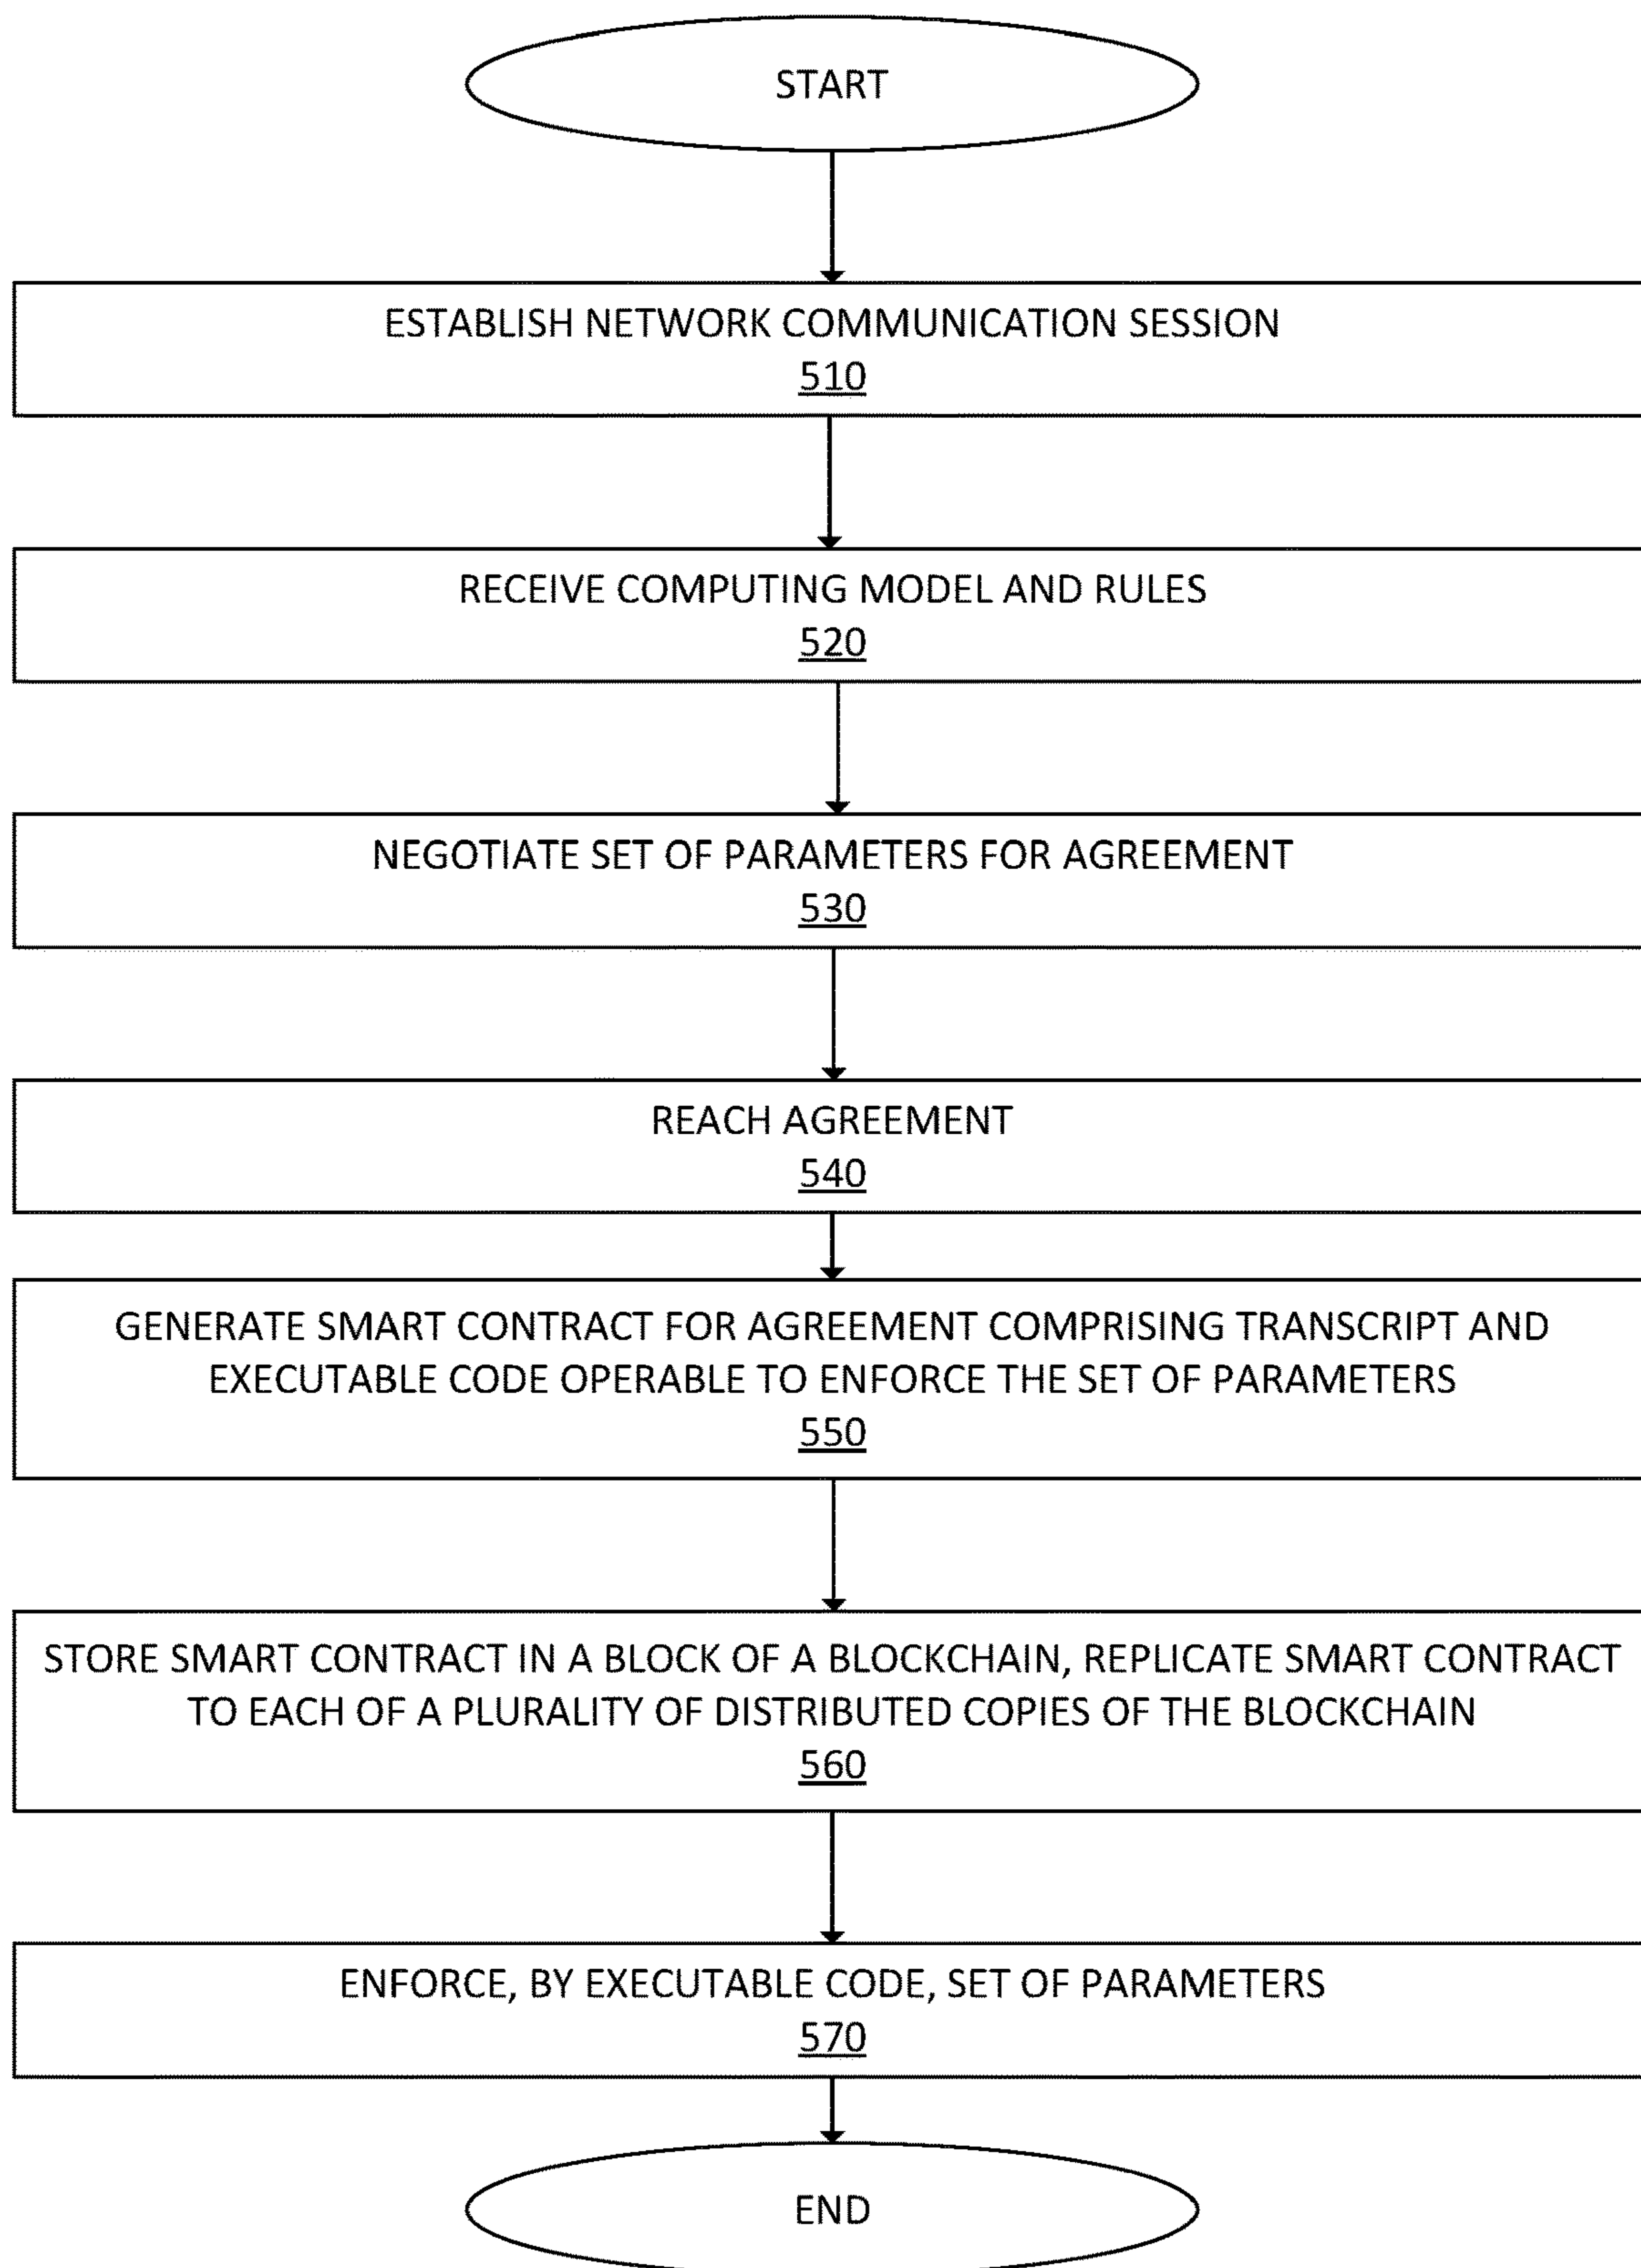 START
ESTABLISH NETWORK COMMUNICATION SESSION
510
RECEIVE COMPUTING MODEL AND RULES
520
NEGOTIATE SET OF PARAMETERS FOR AGREEMENT
530
REACH AGREEMENT
540
GENERATE SMART CONTRACT FOR AGREEMENT COMPRISING TRANSCRIPT AND
EXECUTABLE CODE OPERABLE TO ENFORCE THE SET OF PARAMETERS
550
STORE SMART CONTRACT IN A BLOCK OF A BLOCKCHAIN, REPLICATE SMART CONTRACT
TO EACH OF A PLURALITY OF DISTRIBUTED COPIES OF THE BLOCKCHAIN
560
ENFORCE, BY EXECUTABLE CODE, SET OF PARAMETERS
570
END